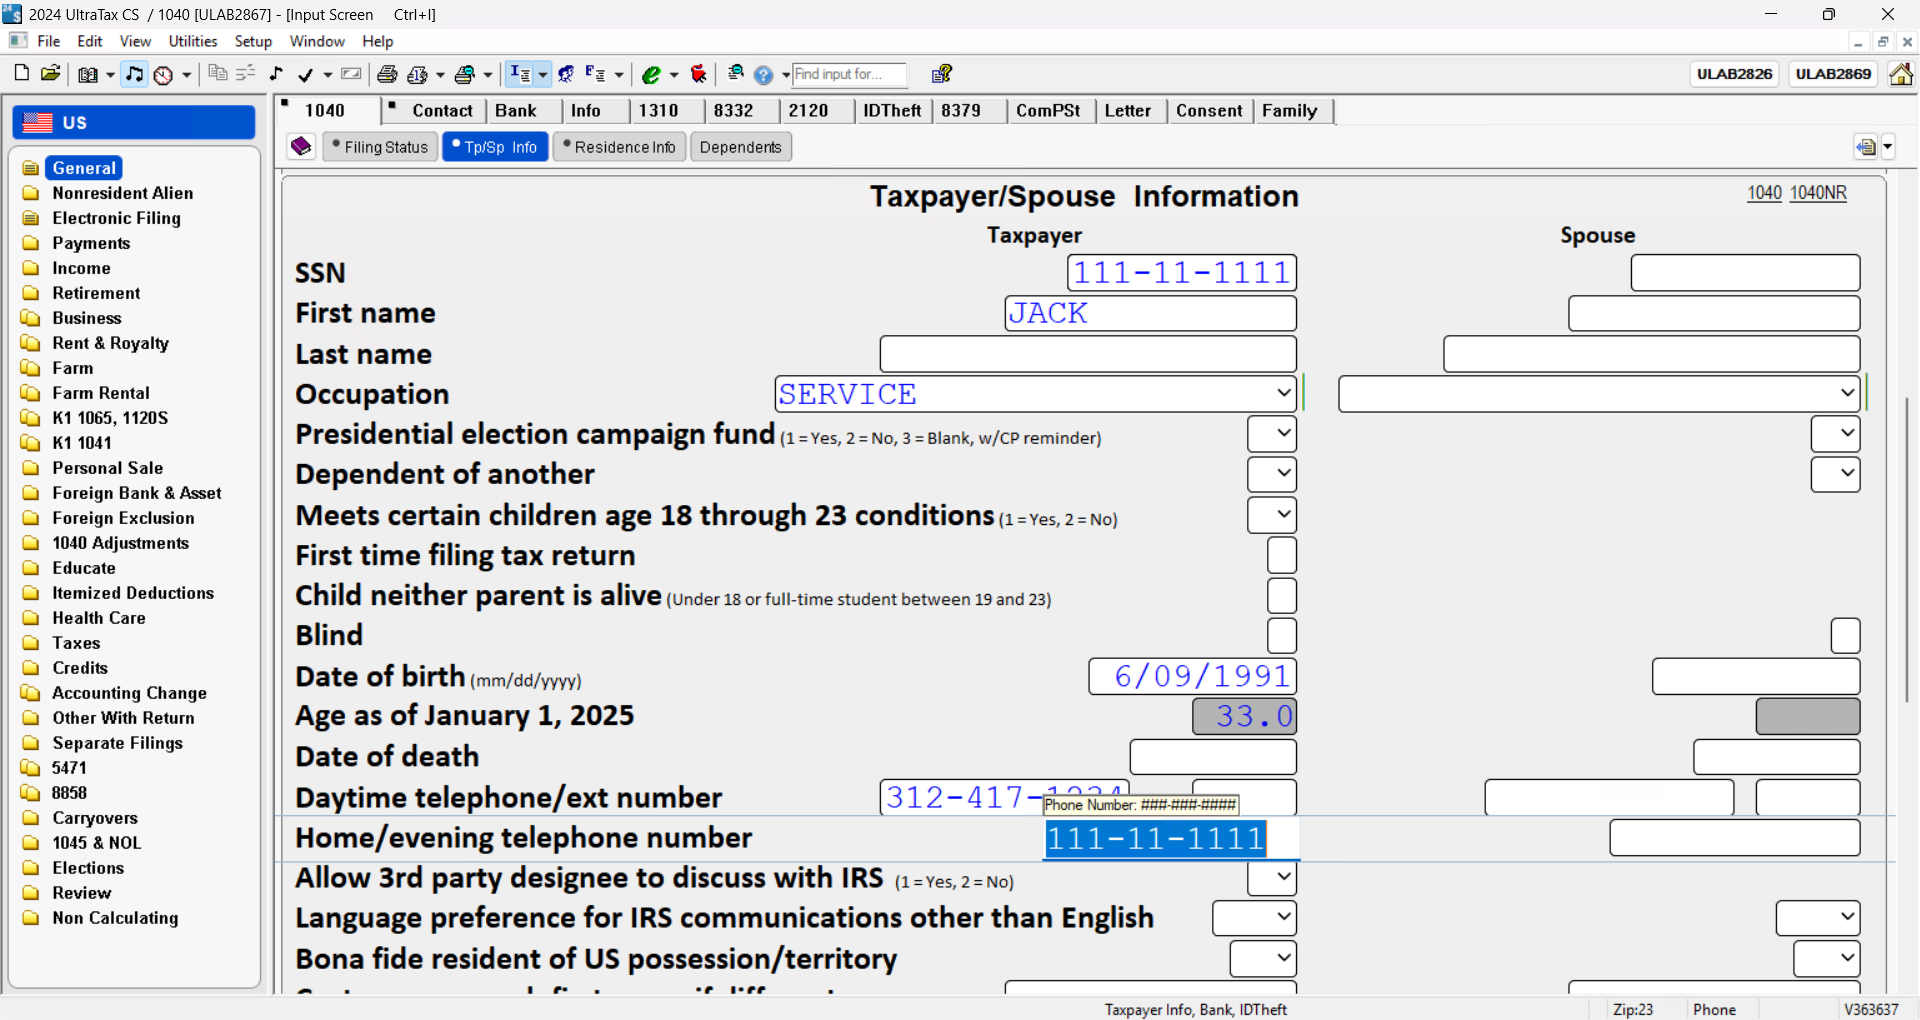 2024 UltraTax CS / 1040 [ULAB2867] - [Input Screen Ctrl+I]
File Edit View Utilities Setup Window Help
Find input for...
ULAB2826 ULAB2869
US
General
Nonresident Alien
Electronic Filing
Payments
Income
Retirement
Business
Rent & Royalty
Farm
Farm Rental
K1 1065, 1120S
K1 1041
Personal Sale
Foreign Bank & Asset
Foreign Exclusion
1040 Adjustments
Educate
Itemized Deductions
Health Care
Taxes
Credits
Accounting Change
Other With Return
Separate Filings
5471
8858
Carryovers
1045 & NOL
Elections
Review
Non Calculating
1040 Contact Bank Info 1310 8332 2120 IDTheft 8379 ComPSt Letter Consent Family
Filing Status Tp/Sp Info Residence Info Dependents
Taxpayer/Spouse Information 1040 1040NR
Taxpayer Spouse
SSN 111-11-1111
First name JACK
Last name
Occupation SERVICE
Presidential election campaign fund (1 = Yes, 2 = No, 3 = Blank, w/CP reminder)
Dependent of another
Meets certain children age 18 through 23 conditions (1 = Yes, 2 = No)
First time filing tax return
Child neither parent is alive (Under 18 or full-time student between 19 and 23)
Blind
Date of birth (mm/dd/yyyy) 6/09/1991
Age as of January 1, 2025 33.0
Date of death
Daytime telephone/ext number 312-417-1234
Phone Number: ###-###-####
Home/evening telephone number 111-11-1111
Allow 3rd party designee to discuss with IRS (1 = Yes, 2 = No)
Language preference for IRS communications other than English
Bona fide resident of US possession/territory
Taxpayer Info, Bank, IDTheft Zip:23 Phone V363637